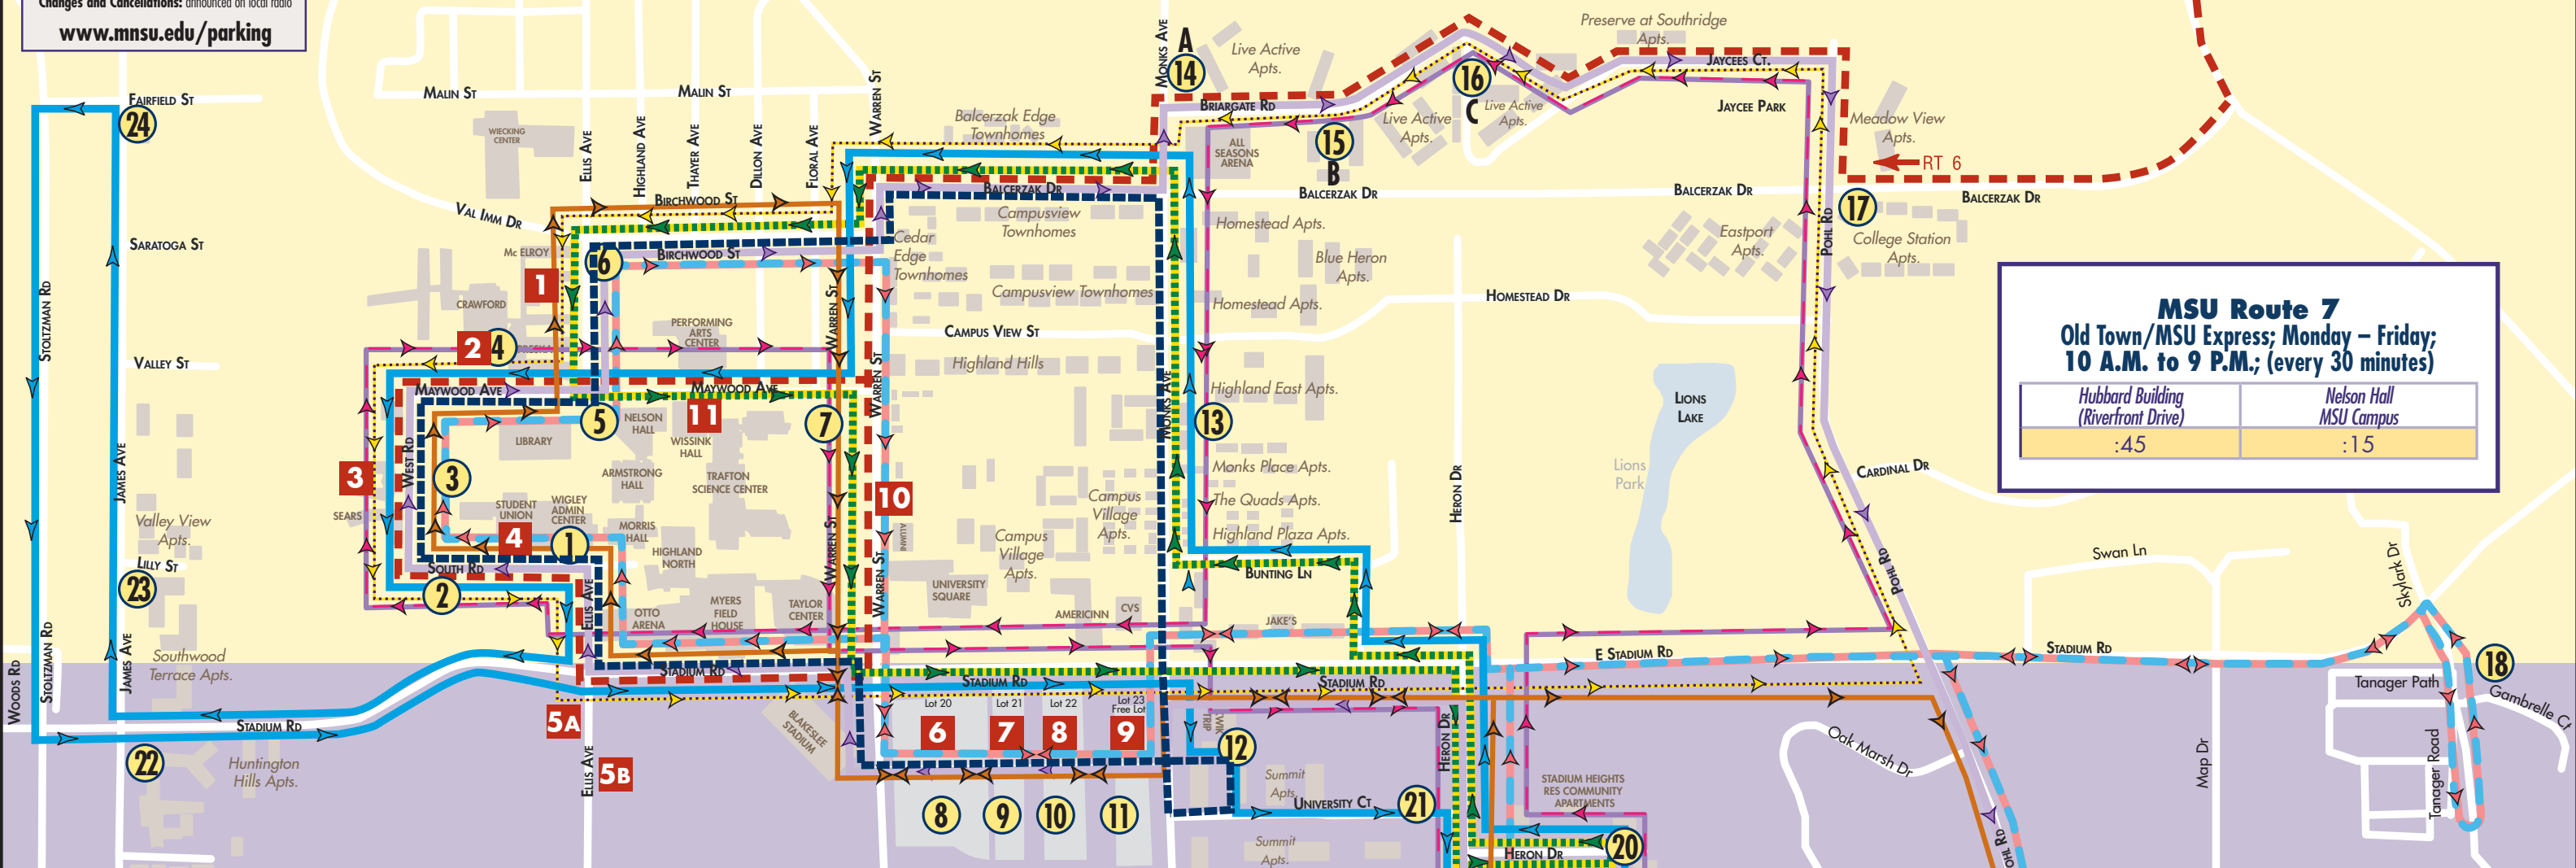 Changes and Cancellations: announced on local radio
www.mnsu.edu/parking
FAIRFIELD ST
24
SARATOGA ST
STOLTZMAN RD
VALLEY ST
JAMES AVE
Valley View
Apts.
LILLY ST
23
STOLTZMAN RD
WOODS RD
JAMES AVE
Southwood
Terrace Apts.
STADIUM RD
22
Huntington
Hills Apts.
MALIN ST
MALIN ST
WIECKING
CENTER
ELLIS AVE
HIGHLAND AVE
THAYER AVE
DILLON AVE
FLORAL AVE
WARREN ST
VAL IMM DR
BIRCHWOOD ST
Mc ELROY
1
6
BIRCHWOOD ST
CRAWFORD
PERFORMING
ARTS
CENTER
2
4
WARREN ST
MAYWOOD AVE
MAYWOOD AVE
11
5
7
LIBRARY
NELSON
HALL
WISSINK
HALL
WEST RD
3
3
ARMSTRONG
HALL
TRAFTON
SCIENCE CENTER
SEARS
STUDENT
UNION
WIGLEY
ADMIN
CENTER
4
1
MORRIS
HALL
HIGHLAND
NORTH
SOUTH RD
2
ELLIS AVE
OTTO
ARENA
MYERS
FIELD
HOUSE
TAYLOR
CENTER
WARREN ST
STADIUM RD
5A
5B
ELLIS AVE
BLAKESLEE
STADIUM
Balcerzak Edge
Townhomes
BALCERZAK DR
Cedar
Edge
Townhomes
Campusview
Townhomes
Campusview Townhomes
CAMPUS VIEW ST
Highland Hills
WARREN ST
10
ALUMNI
Campus
Village
Apts.
Campus
Village
Apts.
WARREN ST
UNIVERSITY
SQUARE
AMERICINN
CVS
STADIUM RD
Lot 20
Lot 21
Lot 22
Lot 23
Free Lot
6
7
8
9
8
9
10
11
MONKS AVE
A
14
Live Active
Apts.
BRIARGATE RD
ALL
SEASONS
ARENA
15
B
Live Active
Apts.
16
C
Live Active
Apts.
Preserve at Southridge
Apts.
JAYCEES CT.
JAYCEE PARK
Meadow View
Apts.
RT 6
BALCERZAK DR
BALCERZAK DR
BALCERZAK DR
17
College Station
Apts.
POHL RD
Eastport
Apts.
Homestead Apts.
Blue Heron
Apts.
Homestead Apts.
HOMESTEAD DR
MONKS AVE
Highland East Apts.
13
Monks Place Apts.
The Quads Apts.
Highland Plaza Apts.
BUNTING LN
HERON DR
LIONS
LAKE
Lions
Park
CARDINAL DR
POHL RD
JAKE'S
E STADIUM RD
STADIUM RD
STADIUM RD
KWIK
TRIP
12
Summit
Apts.
UNIVERSITY CT
21
HERON DR
Summit
Apts.
STADIUM HEIGHTS
RES COMMUNITY
APARTMENTS
20
HERON DR
Oak Marsh Dr
POHL RD
Map Dr
Swan Ln
Skylark Dr
18
Tanager Path
Gambrelle Ct
Tanager Road
MSU Route 7
Old Town/MSU Express; Monday – Friday;
10 A.M. to 9 P.M.; (every 30 minutes)
Hubbard Building
(Riverfront Drive)
Nelson Hall
MSU Campus
:45
:15